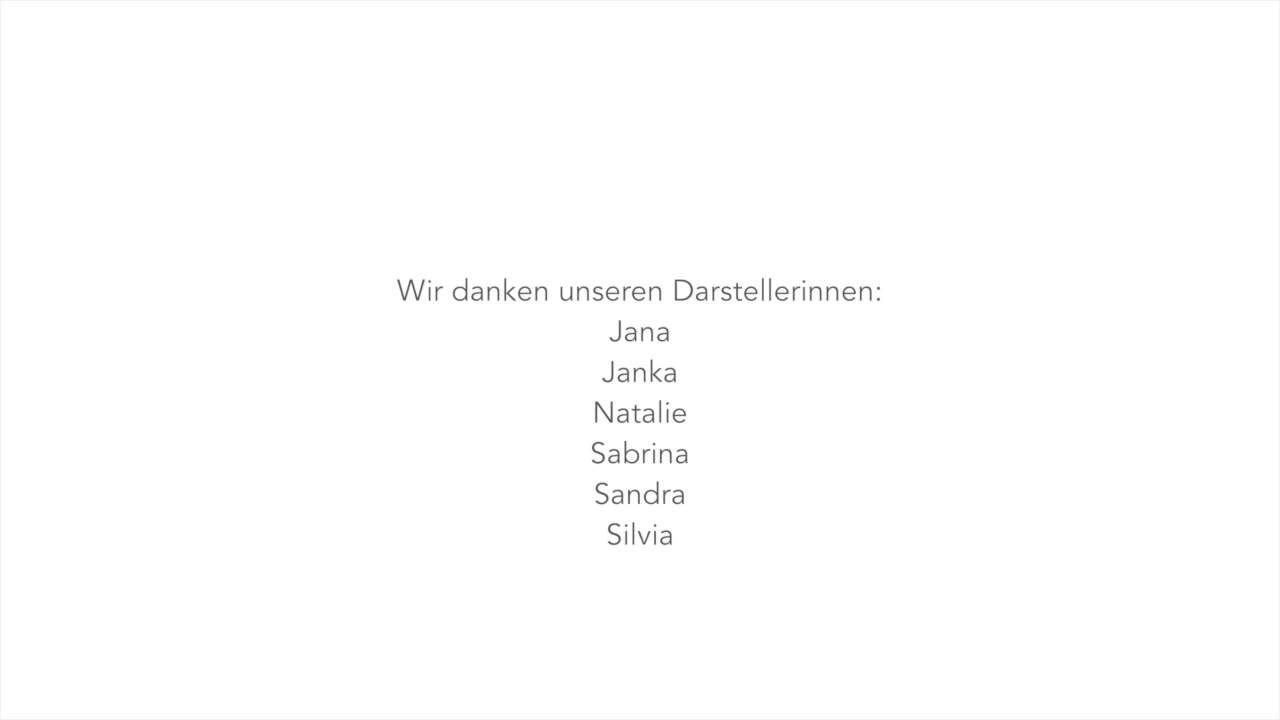 Wir danken unseren Darstellerinnen:
Jana
Janka
Natalie
Sabrina
Sandra
Silvia